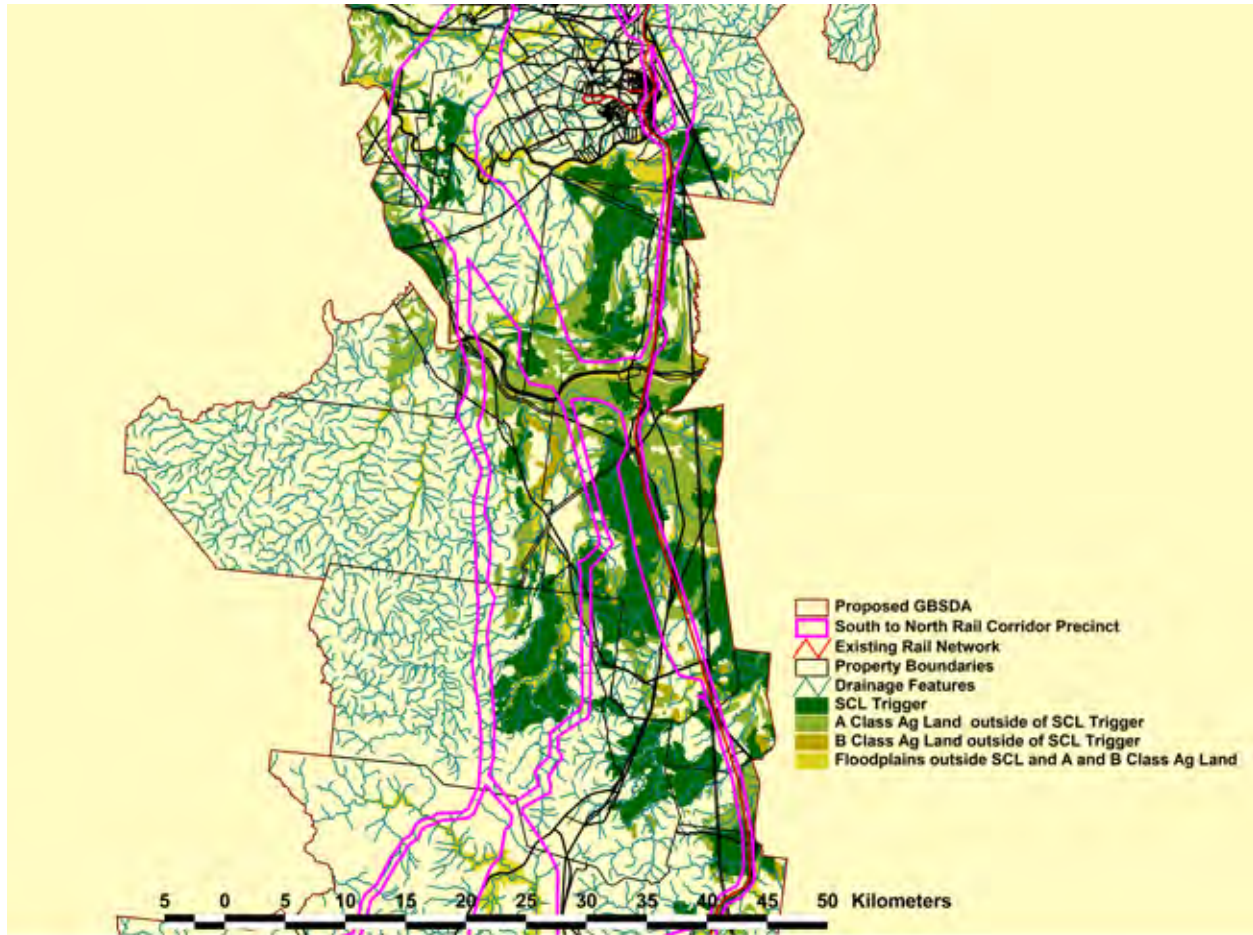 Proposed GBSDA
South to North Rail Corridor Precinct
Existing Rail Network
Property Boundaries
Drainage Features
SCL Trigger
A Class Ag Land outside of SCL Trigger
B Class Ag Land outside of SCL Trigger
Floodplains outside SCL and A and B Class Ag Land
5 0 5 10 15 20 25 30 35 40 45 50 Kilometers